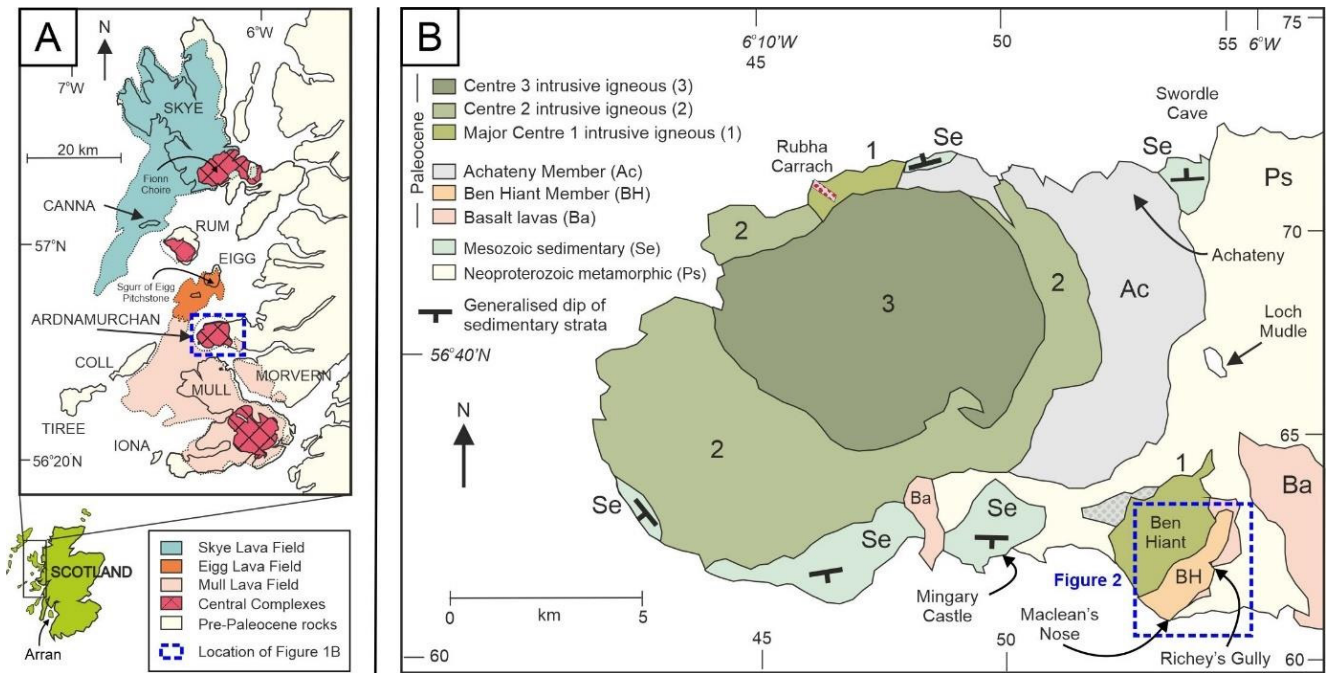 A
N
6°W
7°W
SKYE
20 km
Fionn
Choire
CANNA
RUM
57°N
EIGG
Sgurr of Eigg
Pitchstone
ARDNAMURCHAN
COLL
MORVERN
MULL
TIREE
IONA
56°20'N
SCOTLAND
Arran
Skye Lava Field
Eigg Lava Field
Mull Lava Field
Central Complexes
Pre-Paleocene rocks
Location of Figure 1B
B
6°10'W
45
50
55
6°W
75
Paleocene
Centre 3 intrusive igneous (3)
Centre 2 intrusive igneous (2)
Major Centre 1 intrusive igneous (1)
Achateny Member (Ac)
Ben Hiant Member (BH)
Basalt lavas (Ba)
Mesozoic sedimentary (Se)
Neoproterozoic metamorphic (Ps)
Generalised dip of
sedimentary strata
Rubha
Carrach
1
Se
Swordle
Cave
Se
Ps
70
2
Achateny
2
3
Ac
Loch
Mudle
56°40'N
N
2
65
1
Se
Ba
Se
Se
Ba
Ben
Hiant
BH
Figure 2
0
km
5
Mingary
Castle
Maclean's
Nose
Richey's Gully
60
45
50
60